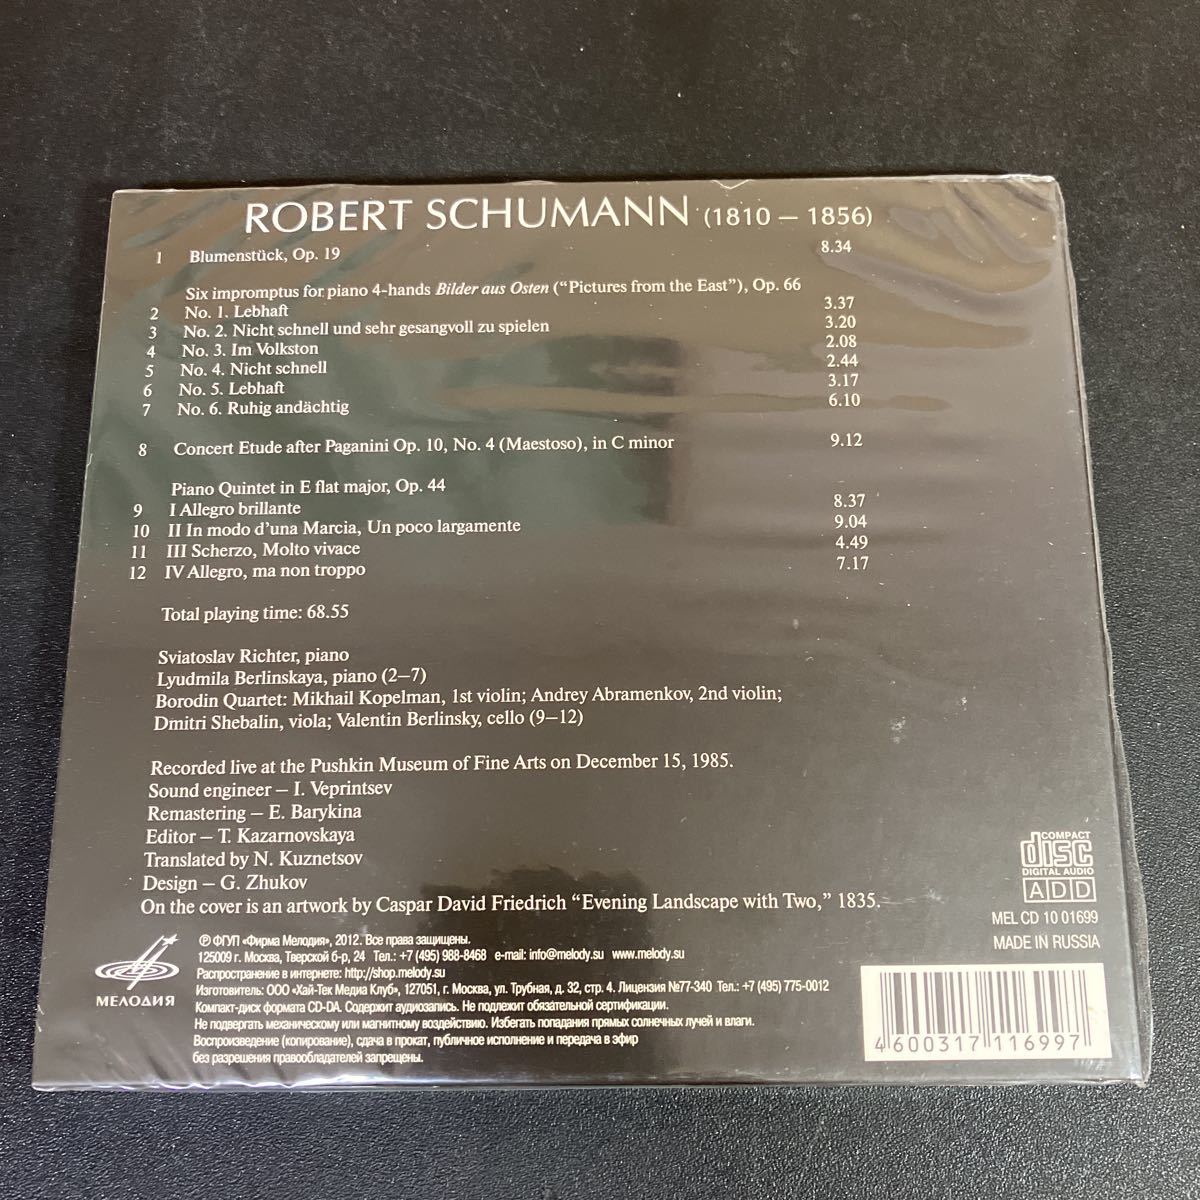 ROBERT SCHUMANN (1810 – 1856)
1 Blumenstück, Op. 19 8.34
Six impromptus for piano 4-hands Bilder aus Osten (“Pictures from the East”), Op. 66
2 No. 1. Lebhaft 3.37
3 No. 2. Nicht schnell und sehr gesangvoll zu spielen 3.20
4 No. 3. Im Volkston 2.08
5 No. 4. Nicht schnell 2.44
6 No. 5. Lebhaft 3.17
7 No. 6. Ruhig andächtig 6.10
8 Concert Etude after Paganini Op. 10, No. 4 (Maestoso), in C minor 9.12
Piano Quintet in E flat major, Op. 44
9 I Allegro brillante 8.37
10 II In modo d'una Marcia, Un poco largamente 9.04
11 III Scherzo, Molto vivace 4.49
12 IV Allegro, ma non troppo 7.17
Total playing time: 68.55
Sviatoslav Richter, piano
Lyudmila Berlinskaya, piano (2–7)
Borodin Quartet: Mikhail Kopelman, 1st violin; Andrey Abramenkov, 2nd violin;
Dmitri Shebalin, viola; Valentin Berlinsky, cello (9–12)
Recorded live at the Pushkin Museum of Fine Arts on December 15, 1985.
Sound engineer – I. Veprintsev
Remastering – E. Barykina
Editor – T. Kazarnovskaya
Translated by N. Kuznetsov
Design – G. Zhukov
On the cover is an artwork by Caspar David Friedrich “Evening Landscape with Two,” 1835.
COMPACT
disc
DIGITAL AUDIO
ADD
MEL CD 10 01699
MADE IN RUSSIA
МЕЛОДИЯ
℗ ФГУП «Фирма Мелодия», 2012. Все права защищены.
125009 г. Москва, Тверской б-р, 24 Тел.: +7 (495) 988-8468 e-mail: info@melody.su www.melody.su
Распространение в интернете: http://shop.melody.su
Изготовитель: ООО «Хай-Тек Медиа Клуб», 127051, г. Москва, ул. Трубная, д. 32, стр. 4. Лицензия №77-340 Тел.: +7 (495) 775-0012
Компакт-диск формата CD-DA. Содержит аудиозапись. Не подлежит обязательной сертификации.
Не подвергать механическому или магнитному воздействию. Избегать попадания прямых солнечных лучей и влаги.
Воспроизведение (копирование), сдача в прокат, публичное исполнение и передача в эфир
без разрешения правообладателей запрещены.
4 600317 116997